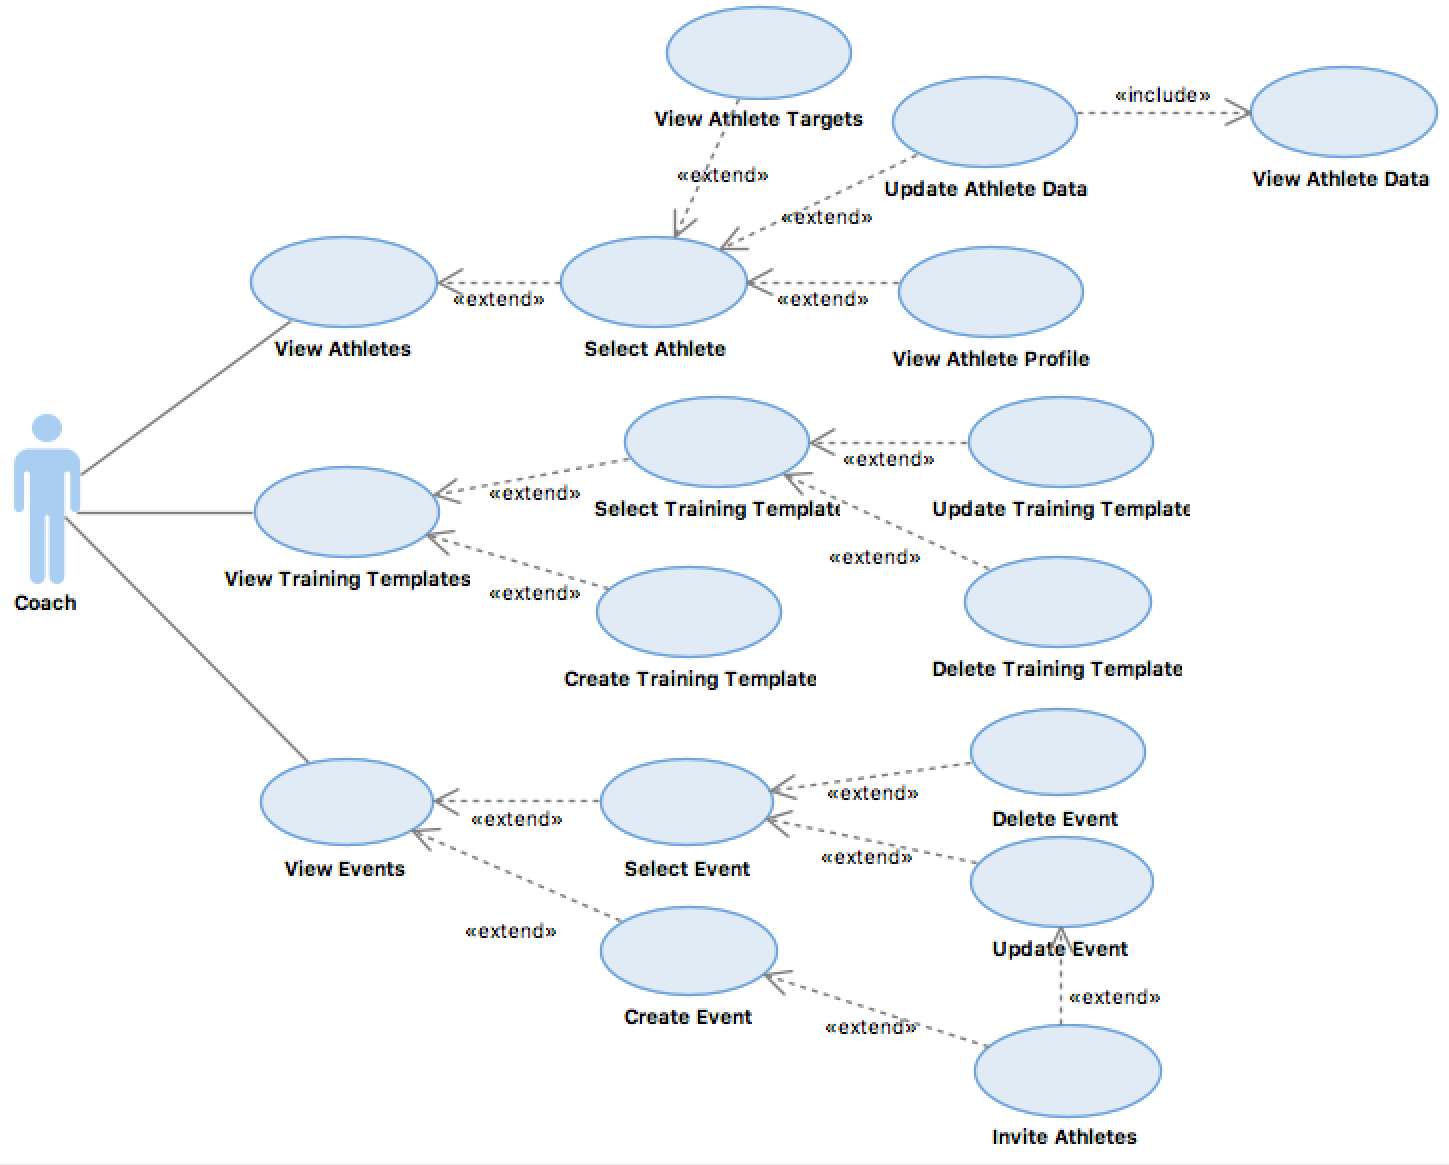 View Athlete Targets
«include»
«extend»
Update Athlete Data
View Athlete Data
«extend»
«extend»
«extend»
View Athletes
Select Athlete
View Athlete Profile
«extend»
«extend»
Select Training Template
Update Training Template
«extend»
View Training Templates
«extend»
Coach
Create Training Template
Delete Training Template
«extend»
«extend»
Delete Event
«extend»
View Events
Select Event
«extend»
Update Event
«extend»
Create Event
«extend»
Invite Athletes